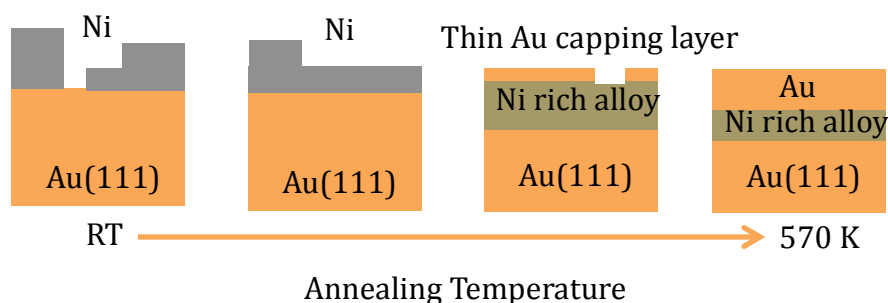 Ni
Ni
Thin Au capping layer
Au
Ni rich alloy
Ni rich alloy
Au(111)
Au(111)
Au(111)
Au(111)
RT
570 K
Annealing Temperature